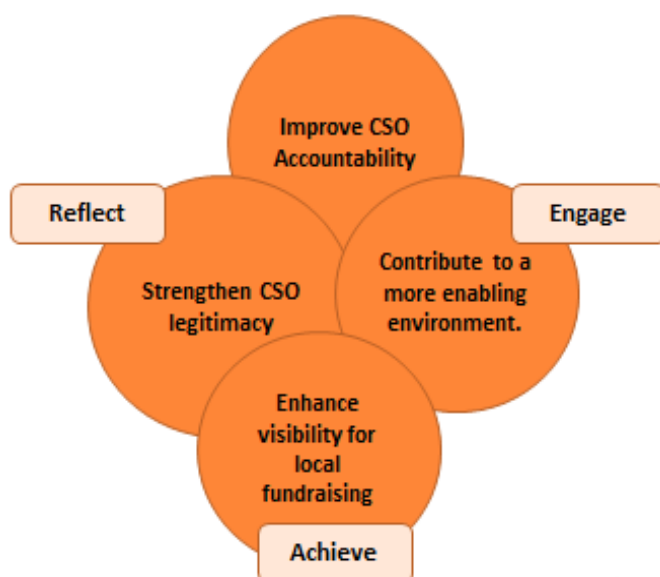 Improve CSO
Accountability
Reflect
Engage
Strengthen CSO
legitimacy
Contribute to a
more enabling
environment.
Enhance
visibility for
local
fundraising
Achieve